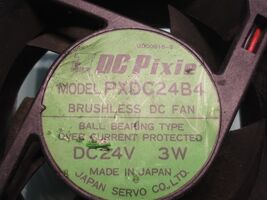 DC Pixie
MODEL PXDC24B4
BRUSHLESS DC FAN
BALL BEARING TYPE
OVER CURRENT PROTECTED
DC24V 3W
MADE IN JAPAN
JAPAN SERVO CO.,LTD.